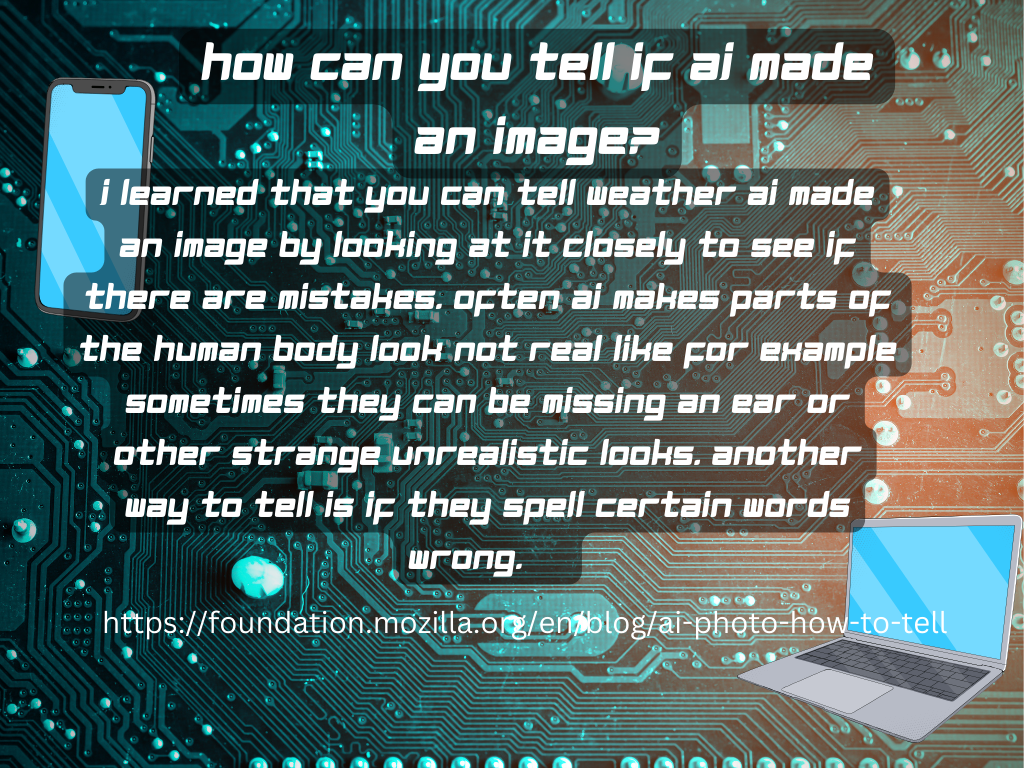 how can you tell if ai made
an image?
i learned that you can tell weather ai made
an image by looking at it closely to see if
there are mistakes. often ai makes parts of
the human body look not real like for example
sometimes they can be missing an ear or
other strange unrealistic looks. another
way to tell is if they spell certain words
wrong.
https://foundation.mozilla.org/en/blog/ai-photo-how-to-tell